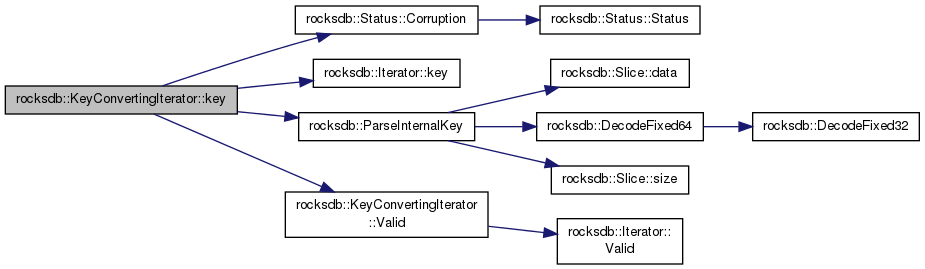 rocksdb::KeyConvertingIterator::key
rocksdb::Status::Corruption
rocksdb::Status::Status
rocksdb::Iterator::key
rocksdb::ParseInternalKey
rocksdb::Slice::data
rocksdb::DecodeFixed64
rocksdb::DecodeFixed32
rocksdb::Slice::size
rocksdb::KeyConvertingIterator
::Valid
rocksdb::Iterator::
Valid